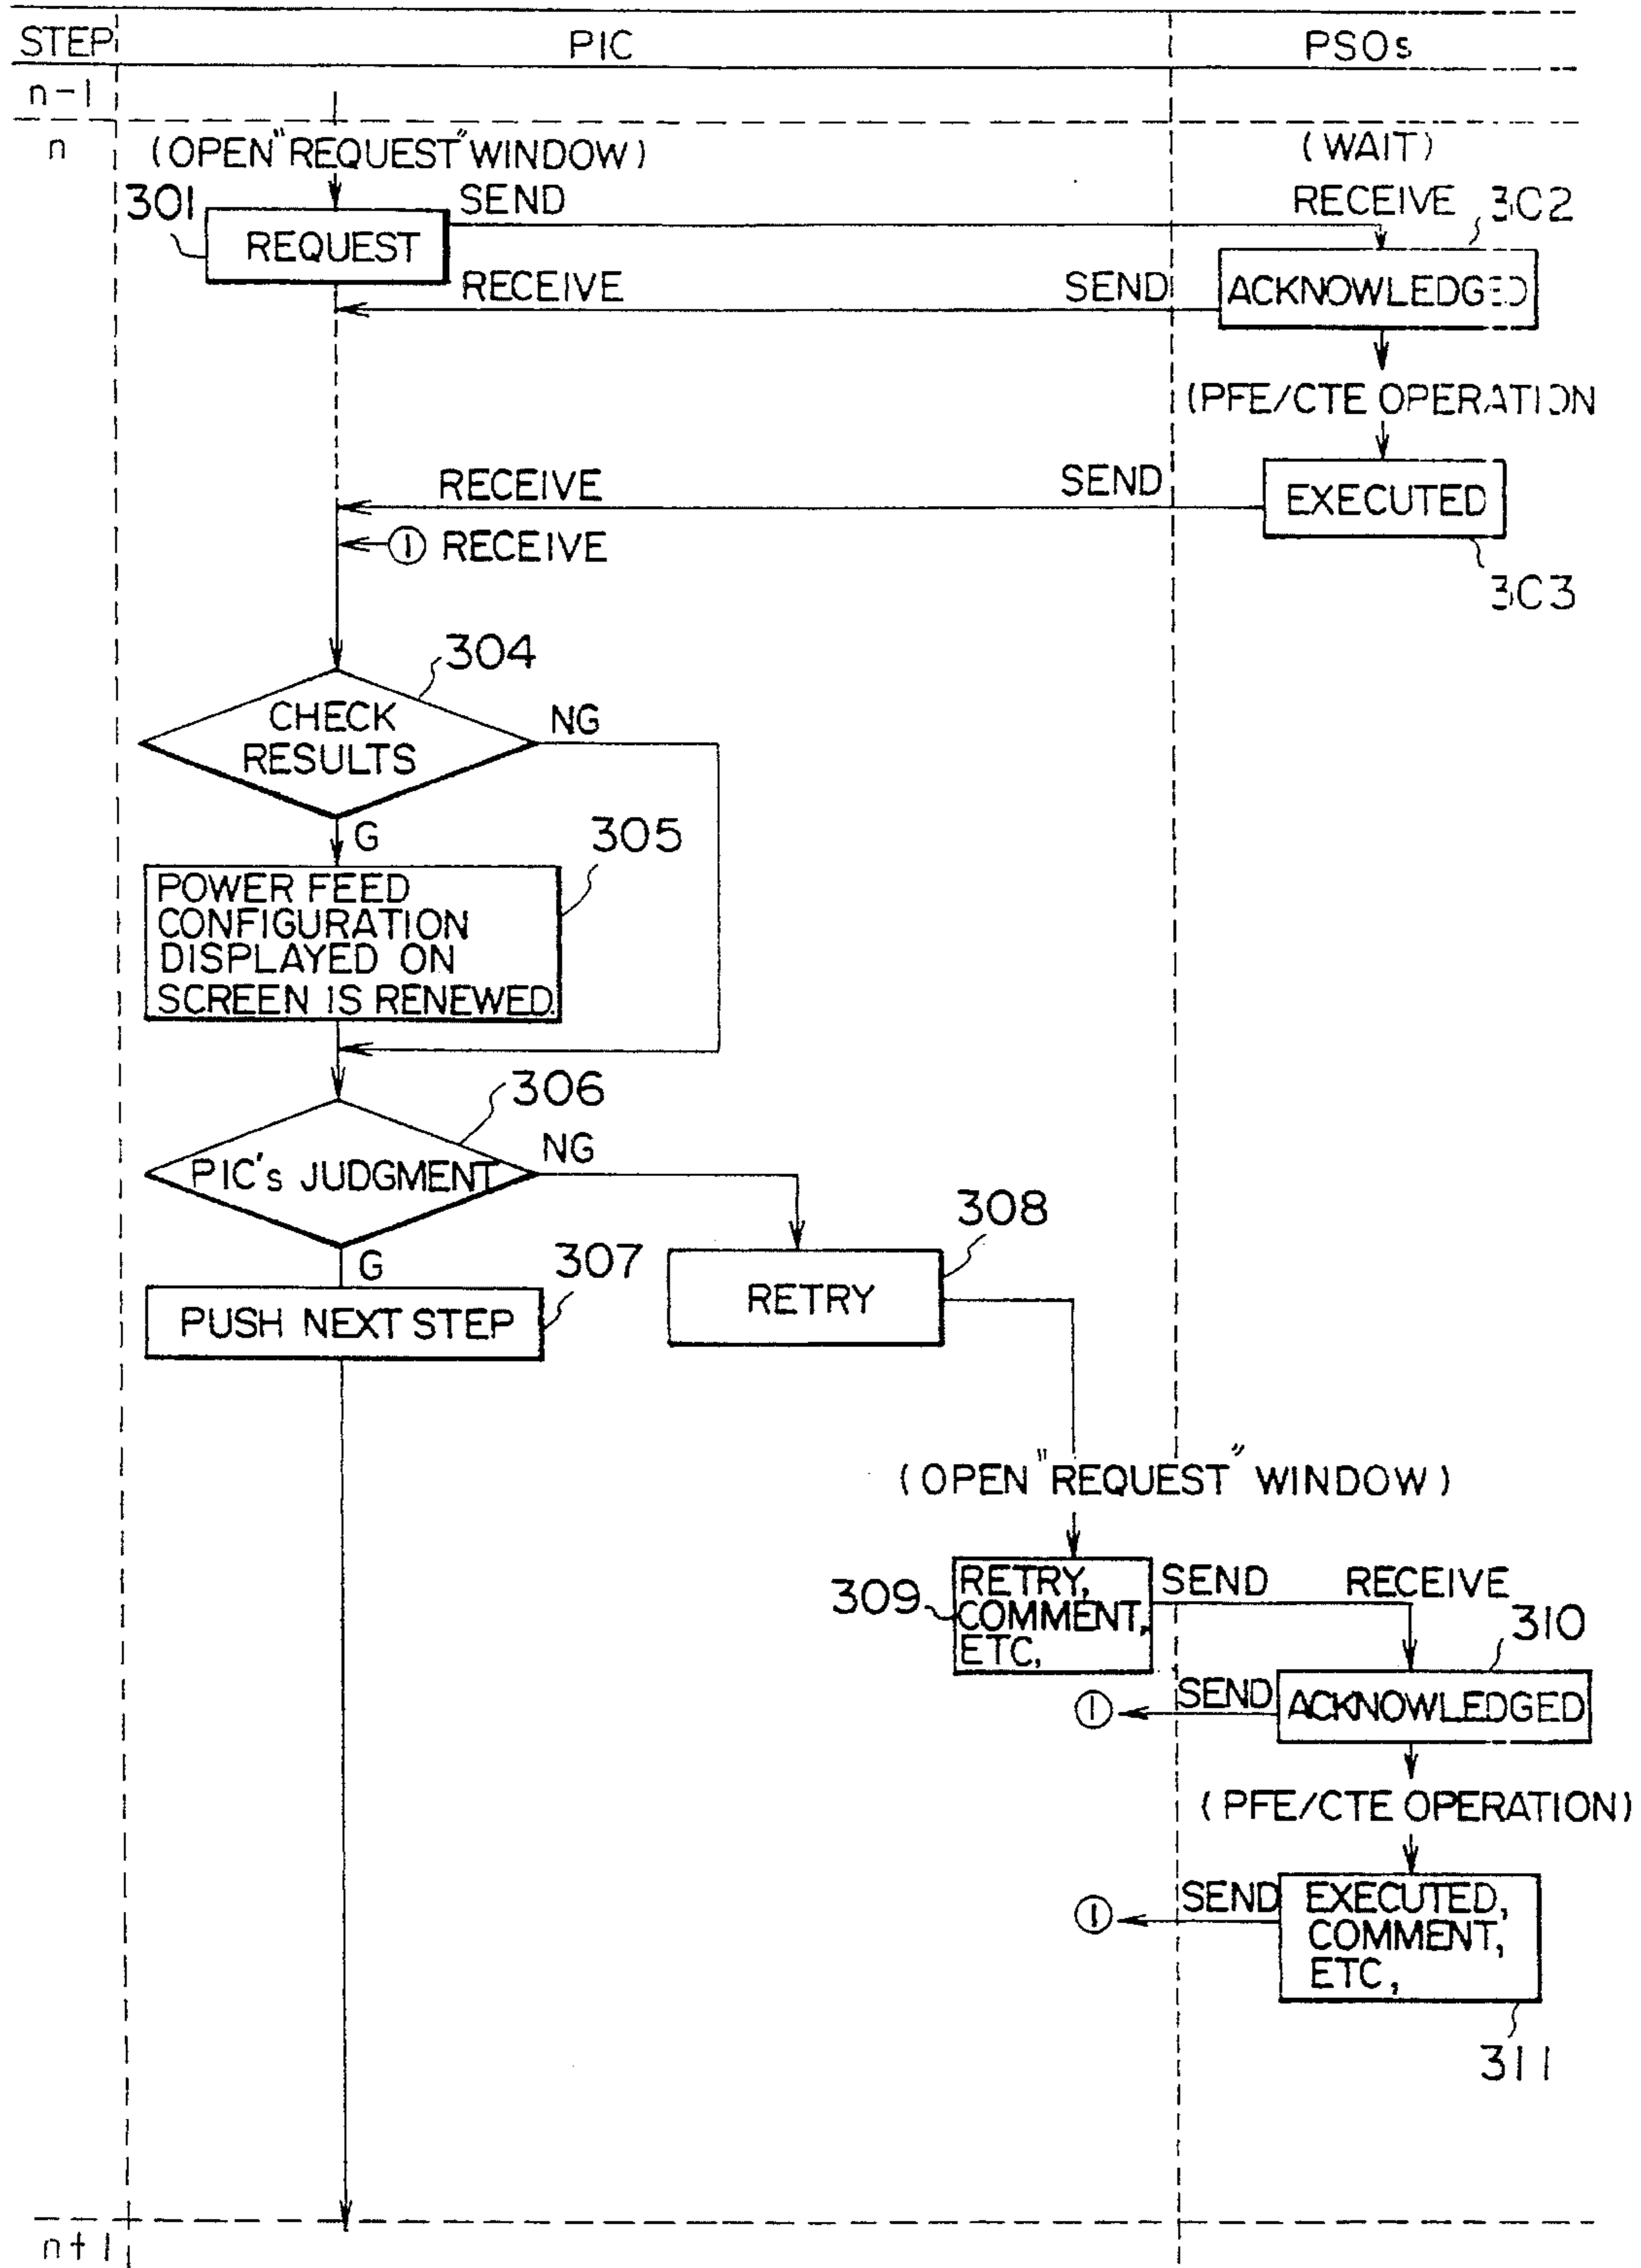 STEP PIC PSOs
n-1
n (OPEN "REQUEST" WINDOW) (WAIT)
301 SEND RECEIVE 302
REQUEST
RECEIVE SEND ACKNOWLEDGED
(PFE/CTE OPERATION
RECEIVE SEND EXECUTED
① RECEIVE
303
304
CHECK
RESULTS
NG
G
305
POWER FEED
CONFIGURATION
DISPLAYED ON
SCREEN IS RENEWED.
306
PIC's JUDGMENT NG
308
G
307
RETRY
PUSH NEXT STEP
(OPEN "REQUEST" WINDOW)
309 RETRY,
COMMENT,
ETC,
SEND RECEIVE
310
① SEND ACKNOWLEDGED
(PFE/CTE OPERATION)
① SEND EXECUTED,
COMMENT,
ETC,
311
n+1